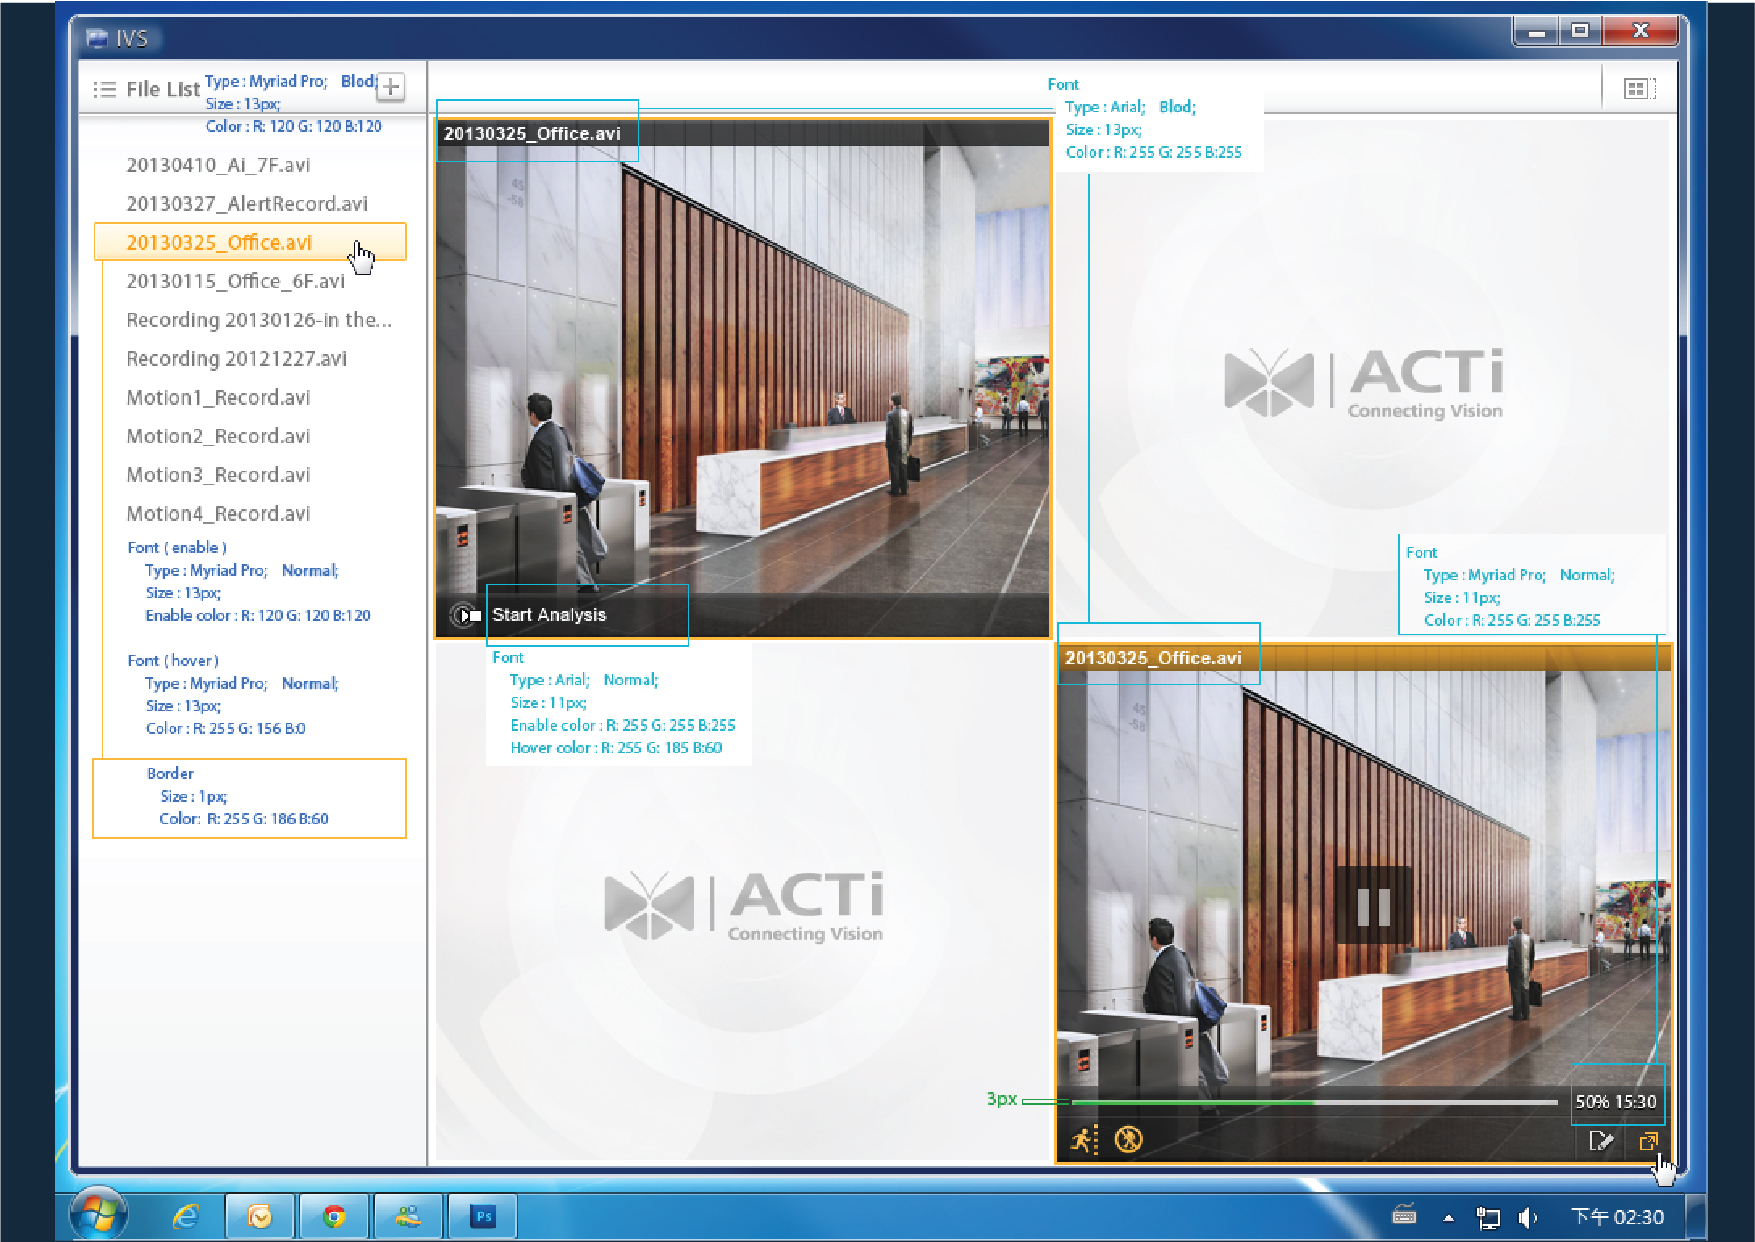 IVS
File List
Type : Myriad Pro; Blod;
Size : 13px;
Color : R: 120 G: 120 B:120
20130410_Ai_7F.avi
20130327_AlertRecord.avi
20130325_Office.avi
20130115_Office_6F.avi
Recording 20130126-in the...
Recording 20121227.avi
Motion1_Record.avi
Motion2_Record.avi
Motion3_Record.avi
Motion4_Record.avi
Font ( enable )
Type : Myriad Pro; Normal;
Size : 13px;
Enable color : R: 120 G: 120 B:120
Font ( hover )
Type : Myriad Pro; Normal;
Size : 13px;
Color : R: 255 G: 156 B:0
Border
Size : 1px;
Color: R: 255 G: 186 B:60
20130325_Office.avi
45
-58
Start Analysis
Font
Type : Arial; Blod;
Size : 13px;
Color : R: 255 G: 255 B:255
ACTi
Connecting Vision
Font
Type : Myriad Pro; Normal;
Size : 11px;
Color : R: 255 G: 255 B:255
Font
Type : Arial; Normal;
Size : 11px;
Enable color : R: 255 G: 255 B:255
Hover color : R: 255 G: 185 B:60
ACTi
Connecting Vision
20130325_Office.avi
45
-58
3px
50% 15:30
Ps
下午 02:30